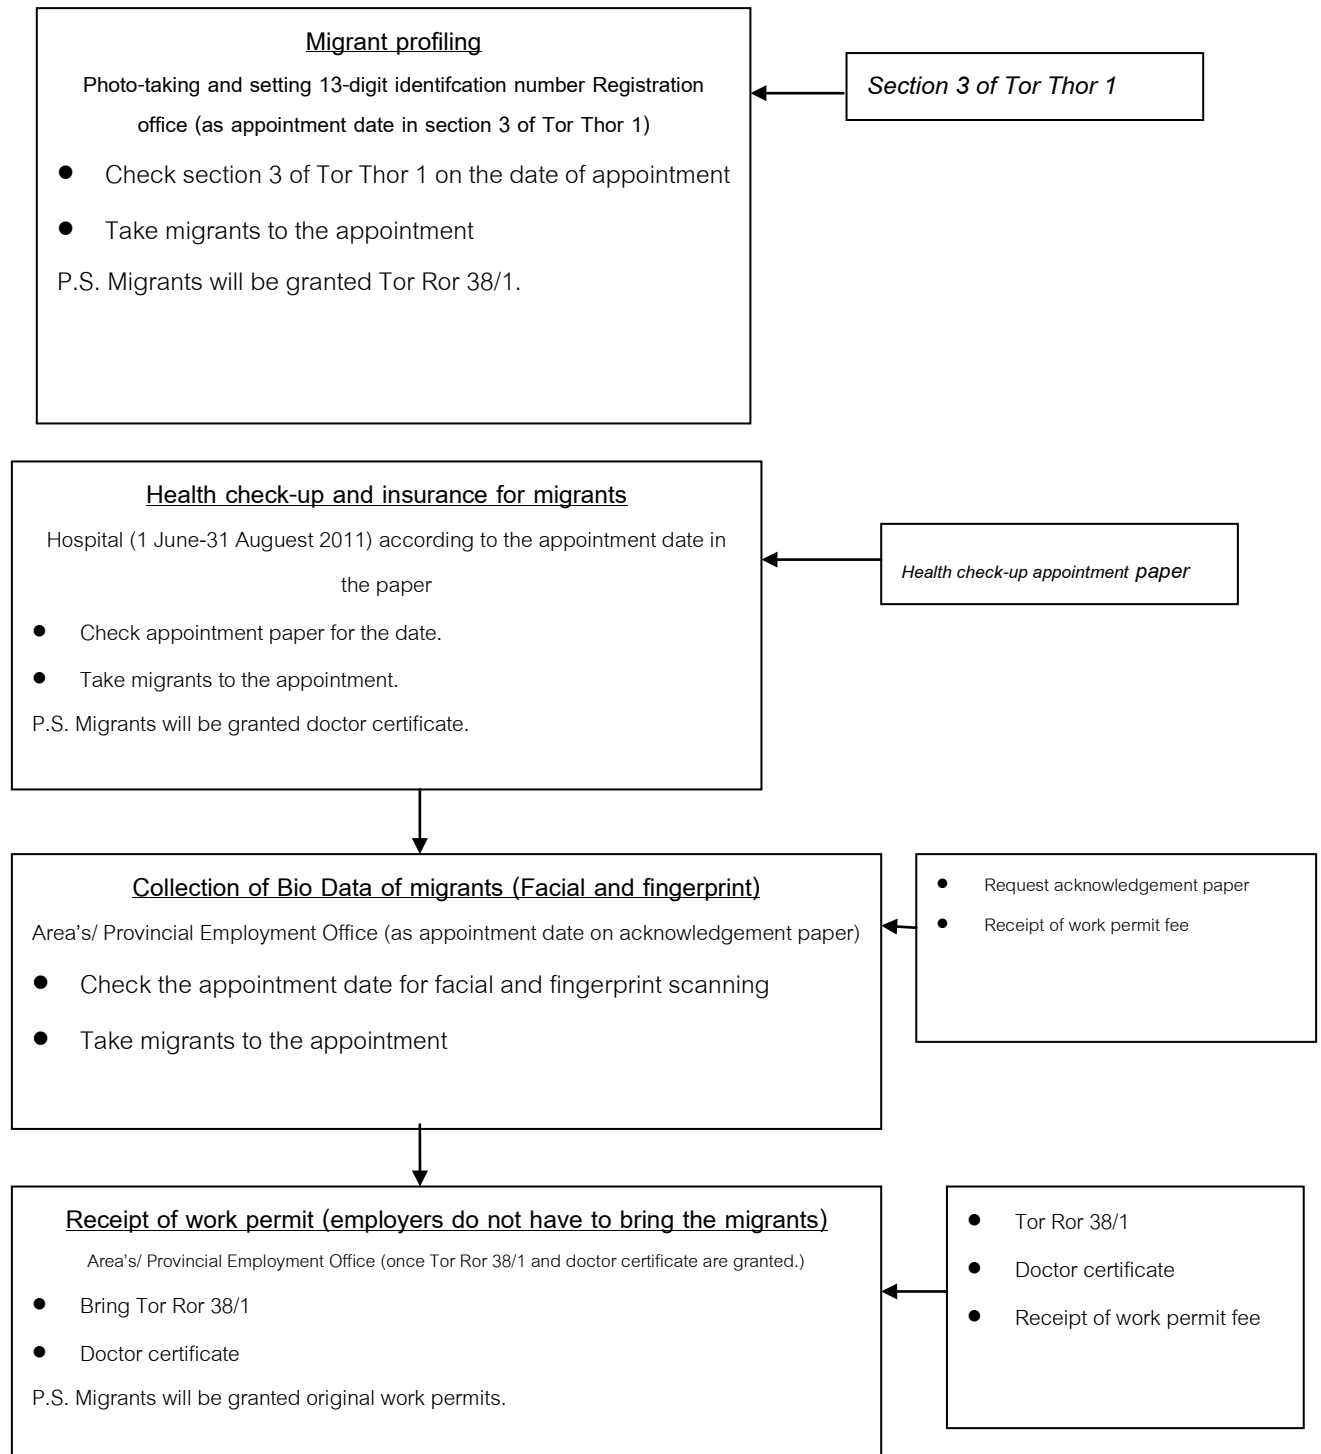 Migrant profiling
Photo-taking and setting 13-digit identifcation number Registration
office (as appointment date in section 3 of Tor Thor 1)
● Check section 3 of Tor Thor 1 on the date of appointment
● Take migrants to the appointment
P.S. Migrants will be granted Tor Ror 38/1.
Section 3 of Tor Thor 1
Health check-up and insurance for migrants
Hospital (1 June-31 Auguest 2011) according to the appointment date in
the paper
● Check appointment paper for the date.
● Take migrants to the appointment.
P.S. Migrants will be granted doctor certificate.
Health check-up appointment paper
Collection of Bio Data of migrants (Facial and fingerprint)
Area's/ Provincial Employment Office (as appointment date on acknowledgement paper)
● Check the appointment date for facial and fingerprint scanning
● Take migrants to the appointment
● Request acknowledgement paper
● Receipt of work permit fee
Receipt of work permit (employers do not have to bring the migrants)
Area's/ Provincial Employment Office (once Tor Ror 38/1 and doctor certificate are granted.)
● Bring Tor Ror 38/1
● Doctor certificate
P.S. Migrants will be granted original work permits.
● Tor Ror 38/1
● Doctor certificate
● Receipt of work permit fee